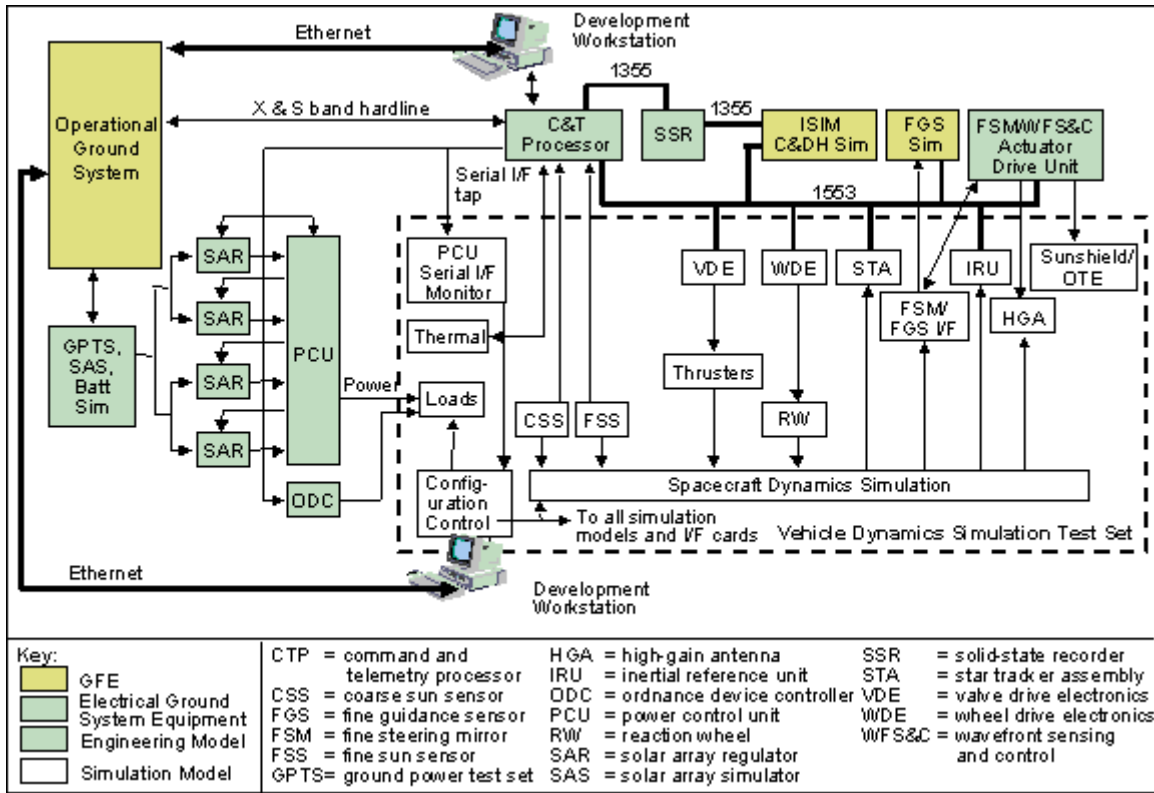 Ethernet
Development
Workstation
1355
1355
X & S band hardline
Operational
Ground
System
C&T
Processor
SSR
ISIM
C&DH Sim
FGS
Sim
FSM/WFS&C
Actuator
Drive Unit
Serial I/F
tap
1553
SAR
SAR
SAR
SAR
PCU
PCU
Serial I/F
Monitor
VDE
WDE
STA
IRU
Sunshield/
OTE
FSM/
FGS I/F
HGA
GPTS,
SAS,
Batt
Sim
Thermal
Power
Loads
Thrusters
CSS
FSS
RW
ODC
Config-
uration
Control
Spacecraft Dynamics Simulation
To all simulation
models and I/F cards
Vehicle Dynamics Simulation Test Set
Ethernet
Development
Workstation
Key:
GFE
Electrical Ground
System Equipment
Engineering Model
Simulation Model
CTP = command and
telemetry processor
CSS = coarse sun sensor
FGS = fine guidance sensor
FSM = fine steering mirror
FSS = fine sun sensor
GPTS= ground power test set
HGA = high-gain antenna
IRU = inertial reference unit
ODC = ordnance device controller
PCU = power control unit
RW = reaction wheel
SAR = solar array regulator
SAS = solar array simulator
SSR = solid-state recorder
STA = star tracker assembly
VDE = valve drive electronics
WDE = wheel drive electronics
WFS&C = wavefront sensing
and control